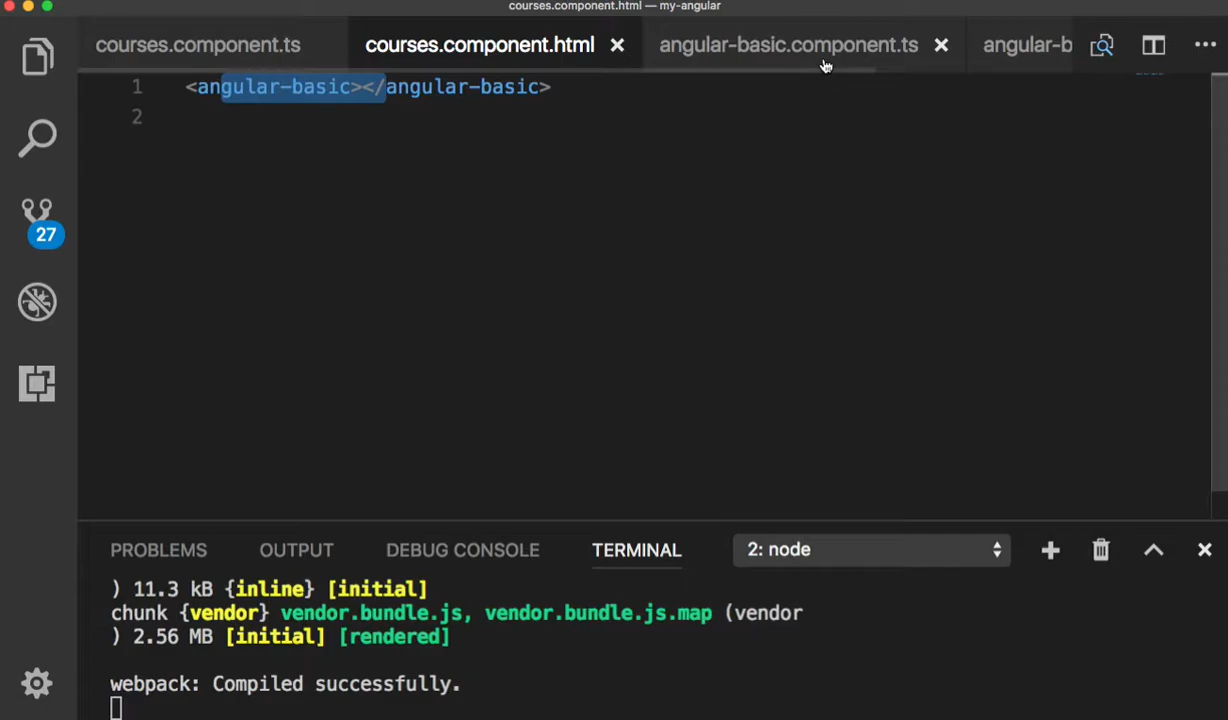 courses.component.html — my-angular
courses.component.ts courses.component.html angular-basic.component.ts angular-b
1 <angular-basic></angular-basic>
2
27
PROBLEMS OUTPUT DEBUG CONSOLE TERMINAL 2: node
) 11.3 kB {inline} [initial]
chunk {vendor} vendor.bundle.js, vendor.bundle.js.map (vendor
) 2.56 MB [initial] [rendered]
webpack: Compiled successfully.